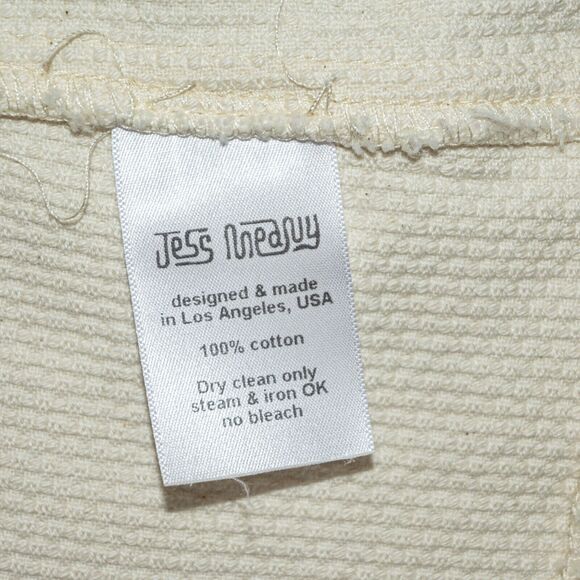 Jess Meany
designed & made
in Los Angeles, USA
100% cotton
Dry clean only
steam & iron OK
no bleach